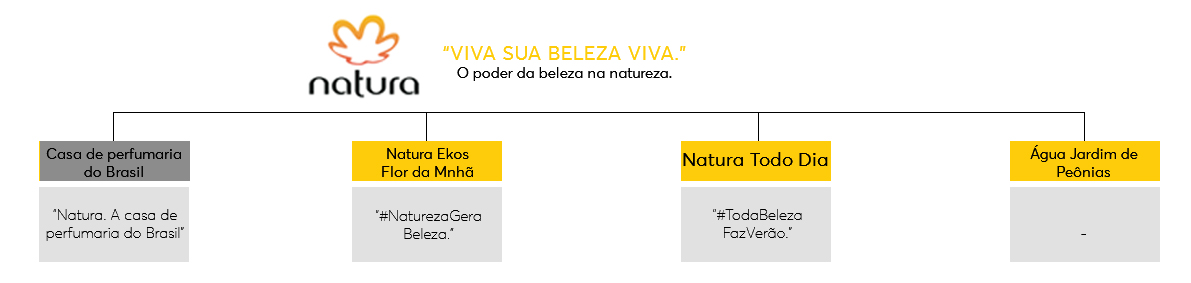 natura
“VIVA SUA BELEZA VIVA.”
O poder da beleza na natureza.
Casa de perfumaria
do Brasil
“Natura. A casa de
perfumaria do Brasil”
Natura Ekos
Flor da Mnhã
“#NaturezaGera
Beleza.”
Natura Todo Dia
“#TodaBeleza
FazVerão.”
Água Jardim de
Peônias
-